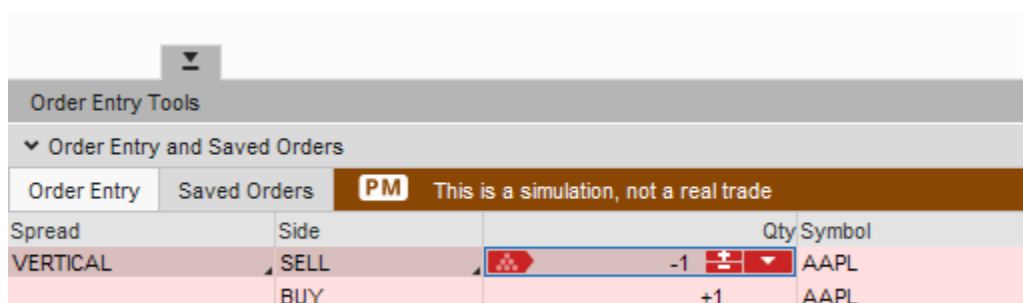 Order Entry Tools
Order Entry and Saved Orders
Order Entry Saved Orders PM This is a simulation, not a real trade
Spread Side Qty Symbol
VERTICAL SELL -1 AAPL
BUY +1 AAPL